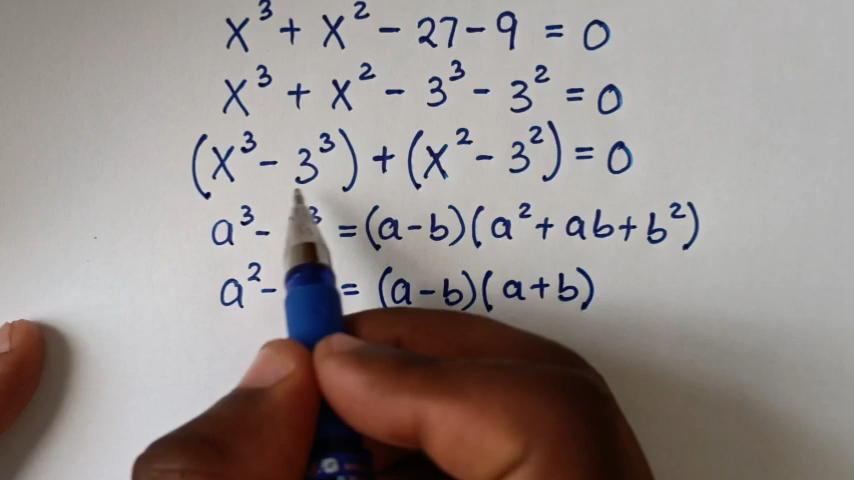 x³ + x² - 27 - 9 = 0
x³ + x² - 3³ - 3² = 0
(x³ - 3³) + (x² - 3²) = 0
a³ - ³ = (a-b)(a² + ab + b²)
a² - = (a-b)(a+b)